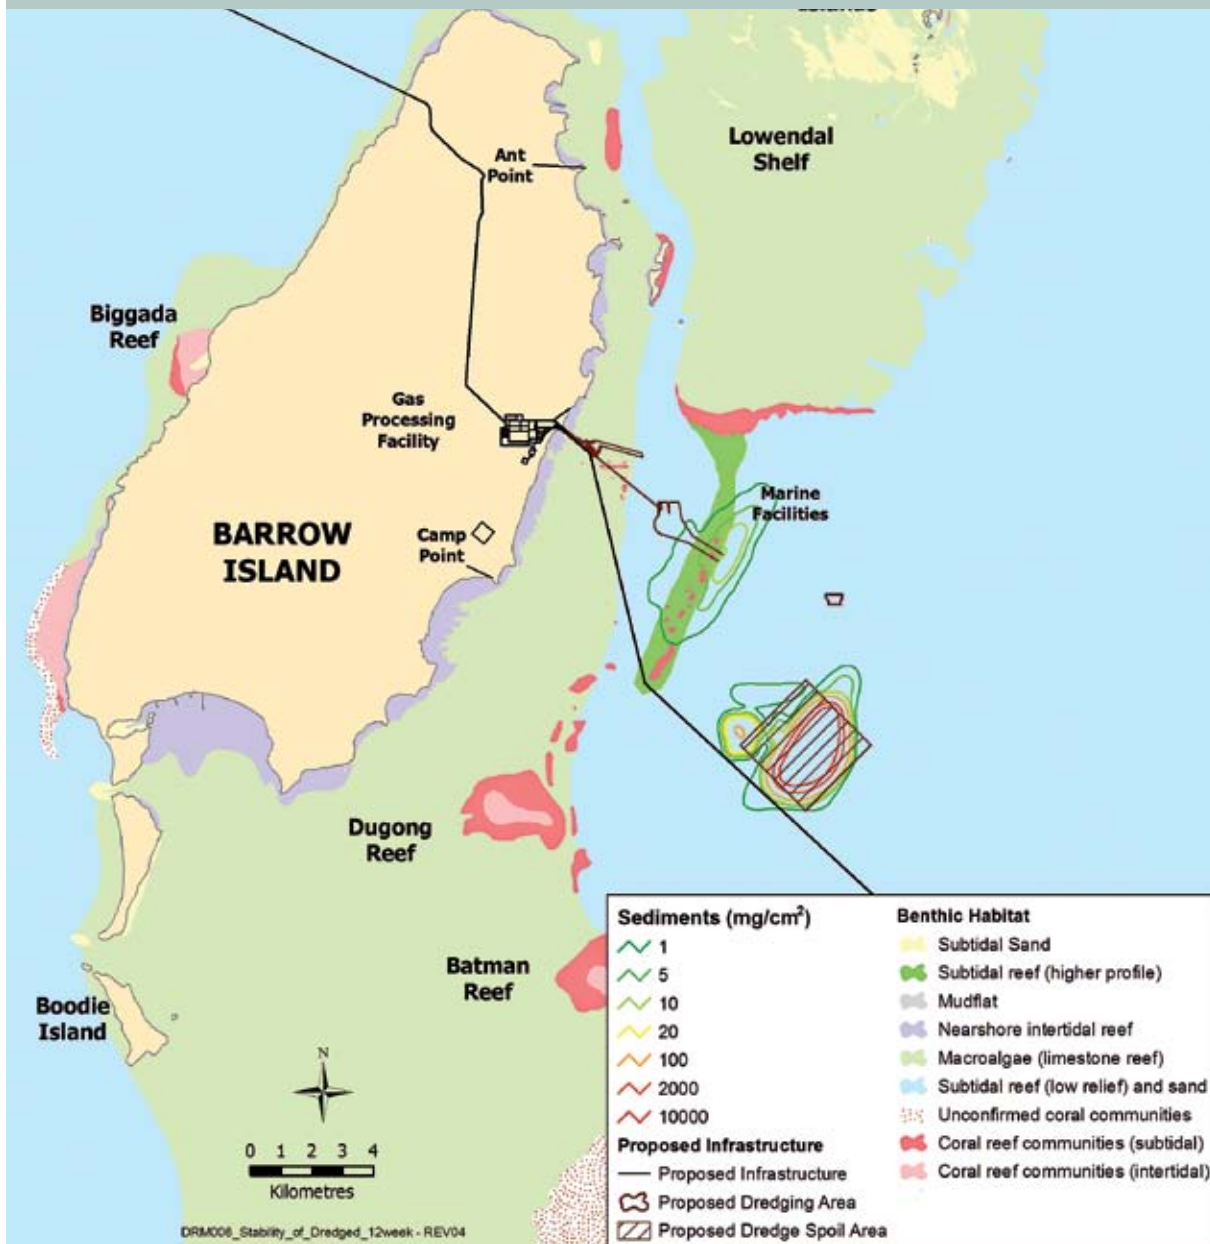 Lowendal
Shelf
Ant
Point
Biggada
Reef
Gas
Processing
Facility
Marine
Facilities
BARROW
ISLAND
Camp
Point
Dugong
Reef
Batman
Reef
Boodie
Island
N
0 1 2 3 4
Kilometres
DRM006_Stability_of_Dredged_12week - REV04
Sediments (mg/cm²)
1
5
10
20
100
2000
10000
Proposed Infrastructure
Proposed Infrastructure
Proposed Dredging Area
Proposed Dredge Spoil Area
Benthic Habitat
Subtidal Sand
Subtidal reef (higher profile)
Mudflat
Nearshore intertidal reef
Macroalgae (limestone reef)
Subtidal reef (low relief) and sand
Unconfirmed coral communities
Coral reef communities (subtidal)
Coral reef communities (intertidal)